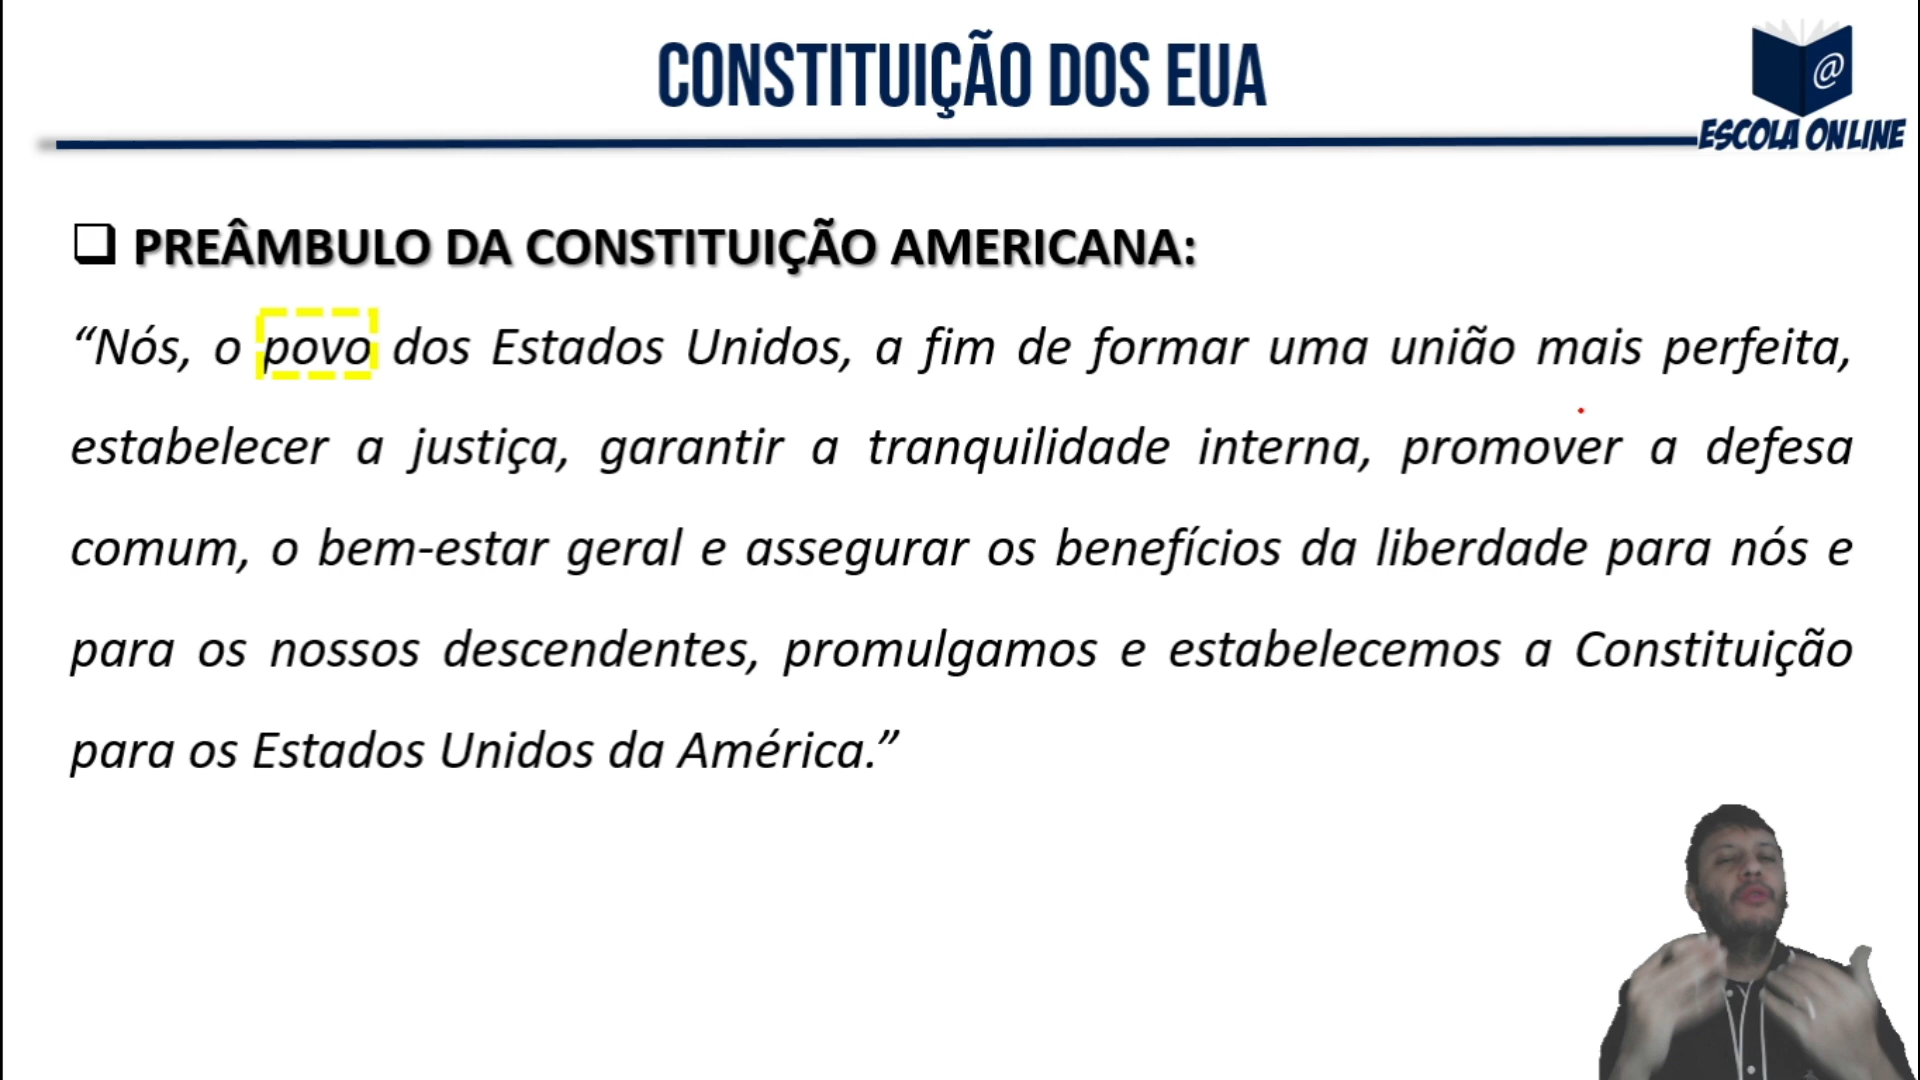 CONSTITUIÇÃO DOS EUA
@
ESCOLA ONLINE
PREÂMBULO DA CONSTITUIÇÃO AMERICANA:
“Nós, o povo dos Estados Unidos, a fim de formar uma união mais perfeita,
estabelecer a justiça, garantir a tranquilidade interna, promover a defesa
comum, o bem-estar geral e assegurar os benefícios da liberdade para nós e
para os nossos descendentes, promulgamos e estabelecemos a Constituição
para os Estados Unidos da América.”